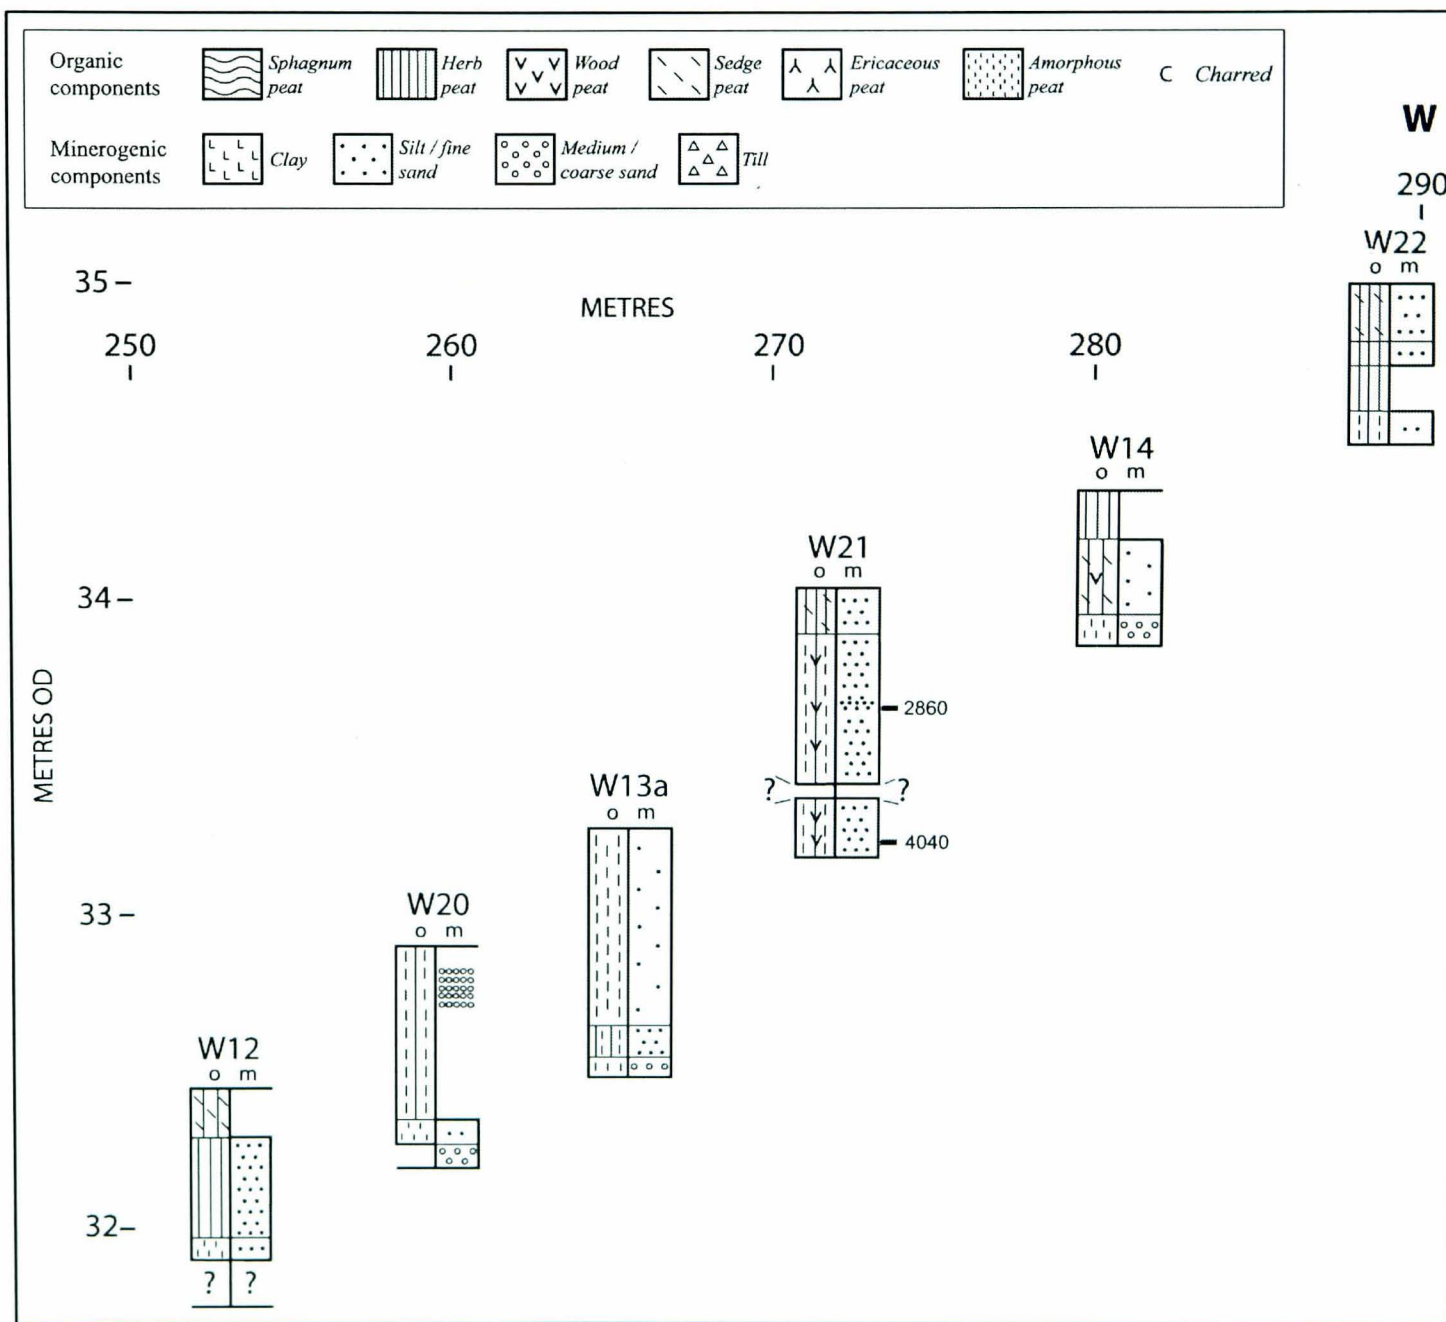 Organic components
Sphagnum peat
Herb peat
Wood peat
Sedge peat
Ericaceous peat
Amorphous peat
C Charred
Minerogenic components
Clay
Silt / fine sand
Medium / coarse sand
Till
W
290
W22
o m
35
METRES
250 260 270 280
W14
o m
W21
o m
34
2860
METRES OD
W13a
o m
? ?
4040
W20
o m
33
W12
o m
32
? ?